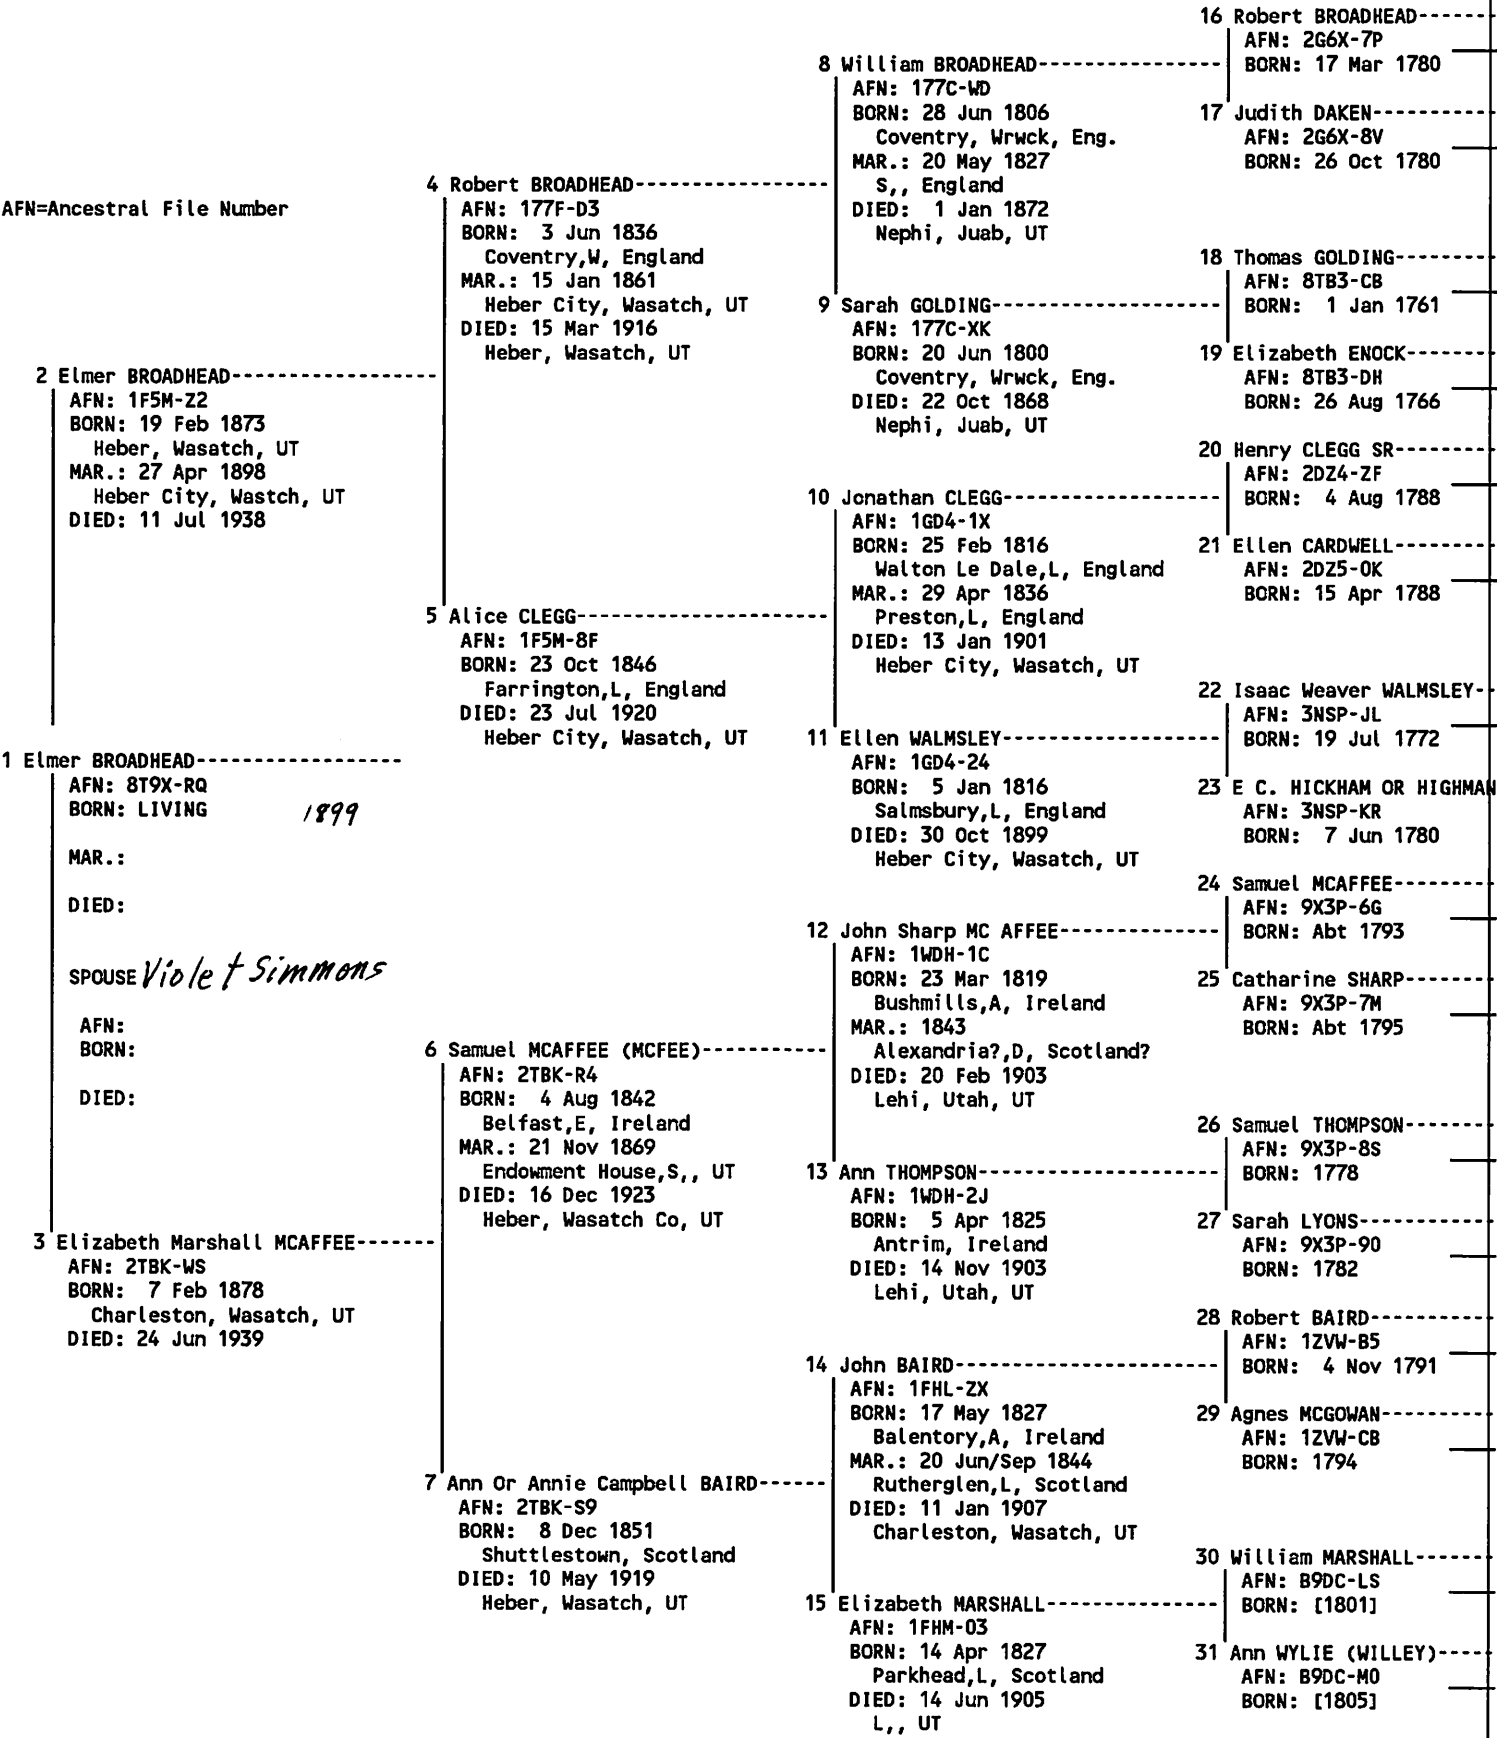 AFN=Ancestral File Number
1 Elmer BROADHEAD------------------
AFN: 8T9X-RQ
BORN: LIVING 1899
MAR.:
DIED:
SPOUSE Violet Simmons
AFN:
BORN:
DIED:
2 Elmer BROADHEAD------------------
AFN: 1F5M-Z2
BORN: 19 Feb 1873
Heber, Wasatch, UT
MAR.: 27 Apr 1898
Heber City, Wastch, UT
DIED: 11 Jul 1938
3 Elizabeth Marshall MCAFFEE-------
AFN: 2TBK-WS
BORN: 7 Feb 1878
Charleston, Wasatch, UT
DIED: 24 Jun 1939
4 Robert BROADHEAD-----------------
AFN: 177F-D3
BORN: 3 Jun 1836
Coventry,W, England
MAR.: 15 Jan 1861
Heber City, Wasatch, UT
DIED: 15 Mar 1916
Heber, Wasatch, UT
5 Alice CLEGG----------------------
AFN: 1F5M-8F
BORN: 23 Oct 1846
Farrington,L, England
DIED: 23 Jul 1920
Heber City, Wasatch, UT
6 Samuel MCAFFEE (MCFEE)-----------
AFN: 2TBK-R4
BORN: 4 Aug 1842
Belfast,E, Ireland
MAR.: 21 Nov 1869
Endowment House,S,, UT
DIED: 16 Dec 1923
Heber, Wasatch Co, UT
7 Ann Or Annie Campbell BAIRD------
AFN: 2TBK-S9
BORN: 8 Dec 1851
Shuttlestown, Scotland
DIED: 10 May 1919
Heber, Wasatch, UT
8 William BROADHEAD----------------
AFN: 177C-WD
BORN: 28 Jun 1806
Coventry, Wrwck, Eng.
MAR.: 20 May 1827
S,, England
DIED: 1 Jan 1872
Nephi, Juab, UT
9 Sarah GOLDING--------------------
AFN: 177C-XK
BORN: 20 Jun 1800
Coventry, Wrwck, Eng.
DIED: 22 Oct 1868
Nephi, Juab, UT
10 Jonathan CLEGG-------------------
AFN: 1GD4-1X
BORN: 25 Feb 1816
Walton Le Dale,L, England
MAR.: 29 Apr 1836
Preston,L, England
DIED: 13 Jan 1901
Heber City, Wasatch, UT
11 Ellen WALMSLEY-------------------
AFN: 1GD4-24
BORN: 5 Jan 1816
Salmsbury,L, England
DIED: 30 Oct 1899
Heber City, Wasatch, UT
12 John Sharp MC AFFEE--------------
AFN: 1WDH-1C
BORN: 23 Mar 1819
Bushmills,A, Ireland
MAR.: 1843
Alexandria?,D, Scotland?
DIED: 20 Feb 1903
Lehi, Utah, UT
13 Ann THOMPSON---------------------
AFN: 1WDH-2J
BORN: 5 Apr 1825
Antrim, Ireland
DIED: 14 Nov 1903
Lehi, Utah, UT
14 John BAIRD-----------------------
AFN: 1FHL-ZX
BORN: 17 May 1827
Balentory,A, Ireland
MAR.: 20 Jun/Sep 1844
Rutherglen,L, Scotland
DIED: 11 Jan 1907
Charleston, Wasatch, UT
15 Elizabeth MARSHALL---------------
AFN: 1FHM-03
BORN: 14 Apr 1827
Parkhead,L, Scotland
DIED: 14 Jun 1905
L,, UT
16 Robert BROADHEAD------
AFN: 2G6X-7P
BORN: 17 Mar 1780
17 Judith DAKEN----------
AFN: 2G6X-8V
BORN: 26 Oct 1780
18 Thomas GOLDING--------
AFN: 8TB3-CB
BORN: 1 Jan 1761
19 Elizabeth ENOCK-------
AFN: 8TB3-DH
BORN: 26 Aug 1766
20 Henry CLEGG SR--------
AFN: 2DZ4-ZF
BORN: 4 Aug 1788
21 Ellen CARDWELL--------
AFN: 2DZ5-0K
BORN: 15 Apr 1788
22 Isaac Weaver WALMSLEY--
AFN: 3NSP-JL
BORN: 19 Jul 1772
23 E C. HICKHAM OR HIGHMAN
AFN: 3NSP-KR
BORN: 7 Jun 1780
24 Samuel MCAFFEE--------
AFN: 9X3P-6G
BORN: Abt 1793
25 Catharine SHARP-------
AFN: 9X3P-7M
BORN: Abt 1795
26 Samuel THOMPSON-------
AFN: 9X3P-8S
BORN: 1778
27 Sarah LYONS-----------
AFN: 9X3P-90
BORN: 1782
28 Robert BAIRD----------
AFN: 1ZVW-B5
BORN: 4 Nov 1791
29 Agnes MCGOWAN---------
AFN: 1ZVW-CB
BORN: 1794
30 William MARSHALL------
AFN: B9DC-LS
BORN: [1801]
31 Ann WYLIE (WILLEY)-----
AFN: B9DC-M0
BORN: [1805]